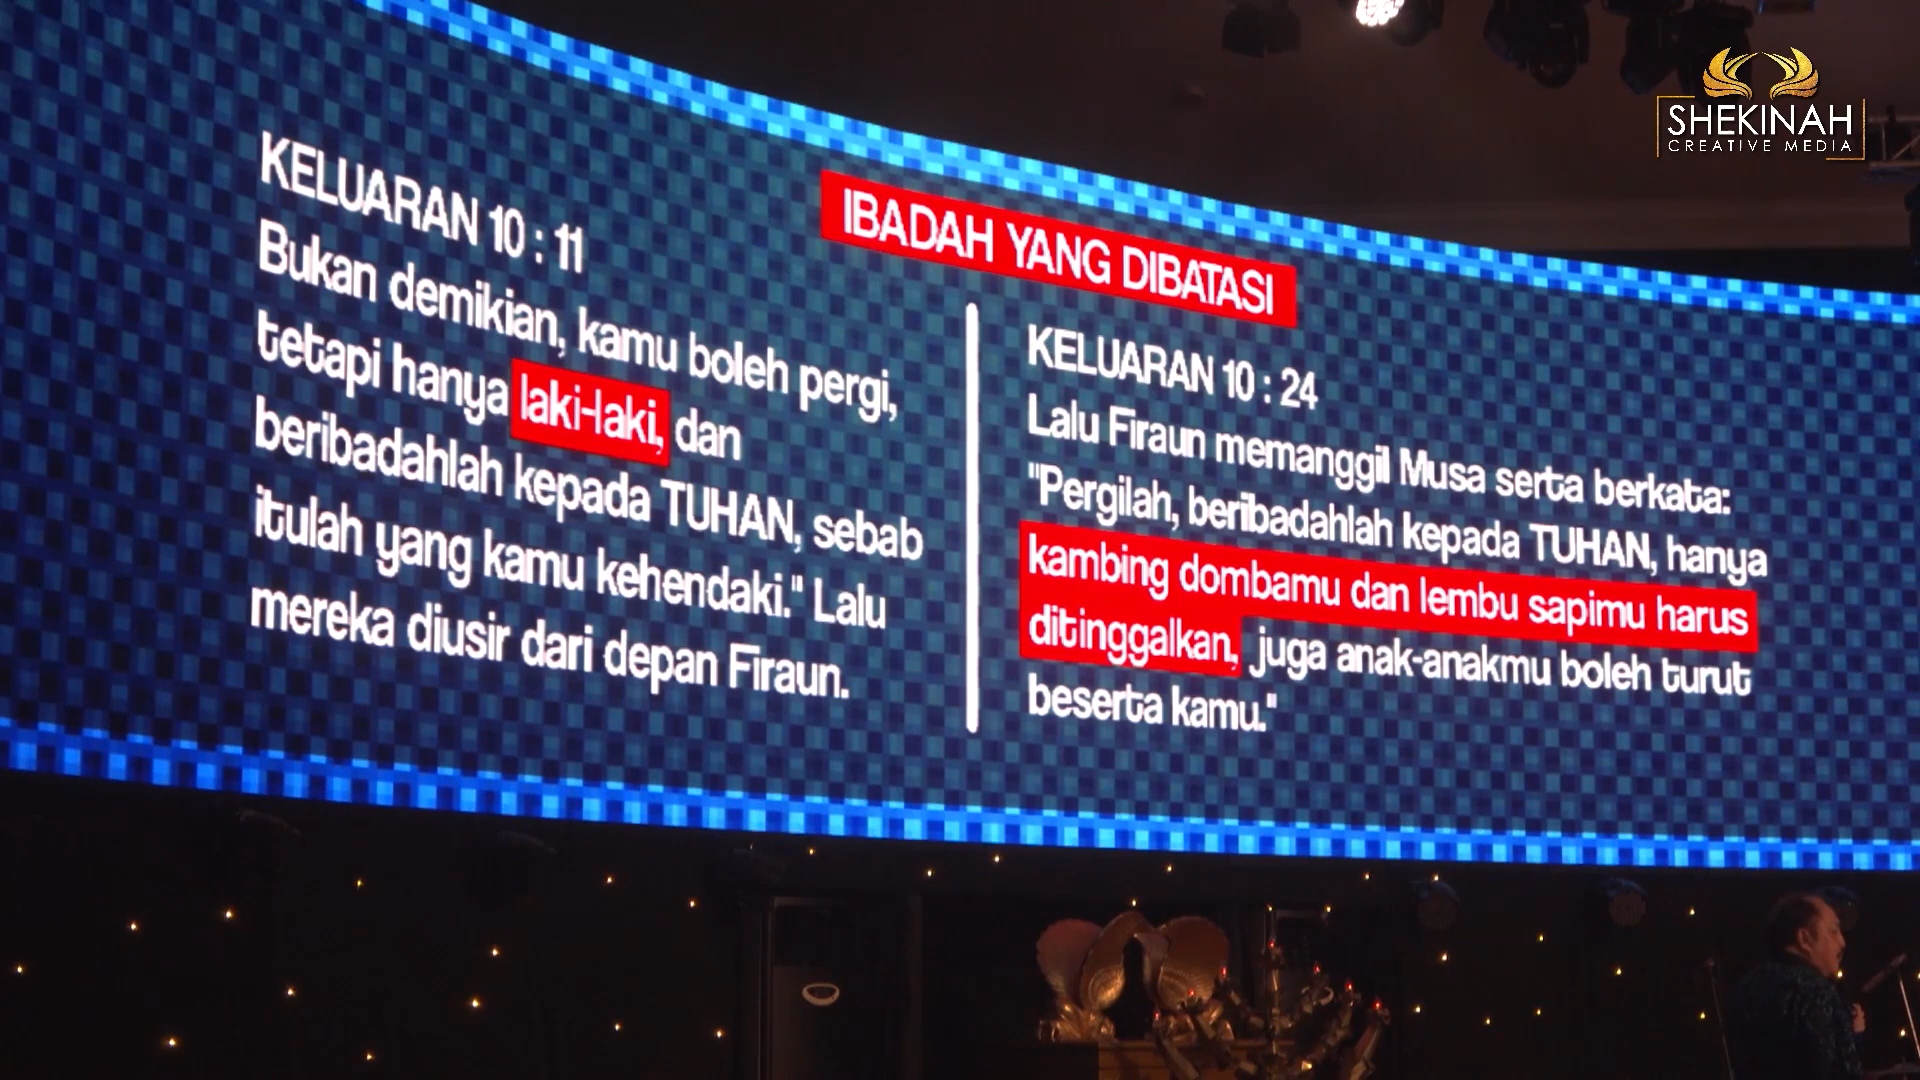 SHEKINAH
CREATIVE MEDIA
IBADAH YANG DIBATASI
KELUARAN 10 : 11
Bukan demikian, kamu boleh pergi,
tetapi hanya laki-laki, dan
beribadahlah kepada TUHAN, sebab
itulah yang kamu kehendaki." Lalu
mereka diusir dari depan Firaun.
KELUARAN 10 : 24
Lalu Firaun memanggil Musa serta berkata:
"Pergilah, beribadahlah kepada TUHAN, hanya
kambing dombamu dan lembu sapimu harus
ditinggalkan, juga anak-anakmu boleh turut
beserta kamu."